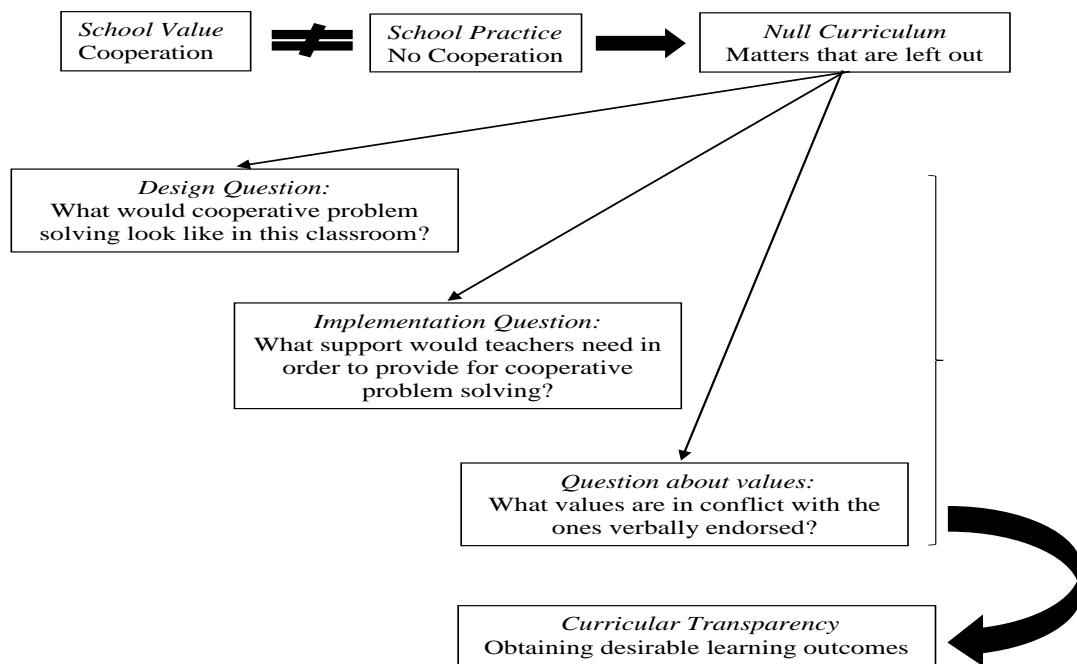 School Value
Cooperation
School Practice
No Cooperation
Null Curriculum
Matters that are left out
Design Question:
What would cooperative problem
solving look like in this classroom?
Implementation Question:
What support would teachers need in
order to provide for cooperative
problem solving?
Question about values:
What values are in conflict with the
ones verbally endorsed?
Curricular Transparency
Obtaining desirable learning outcomes